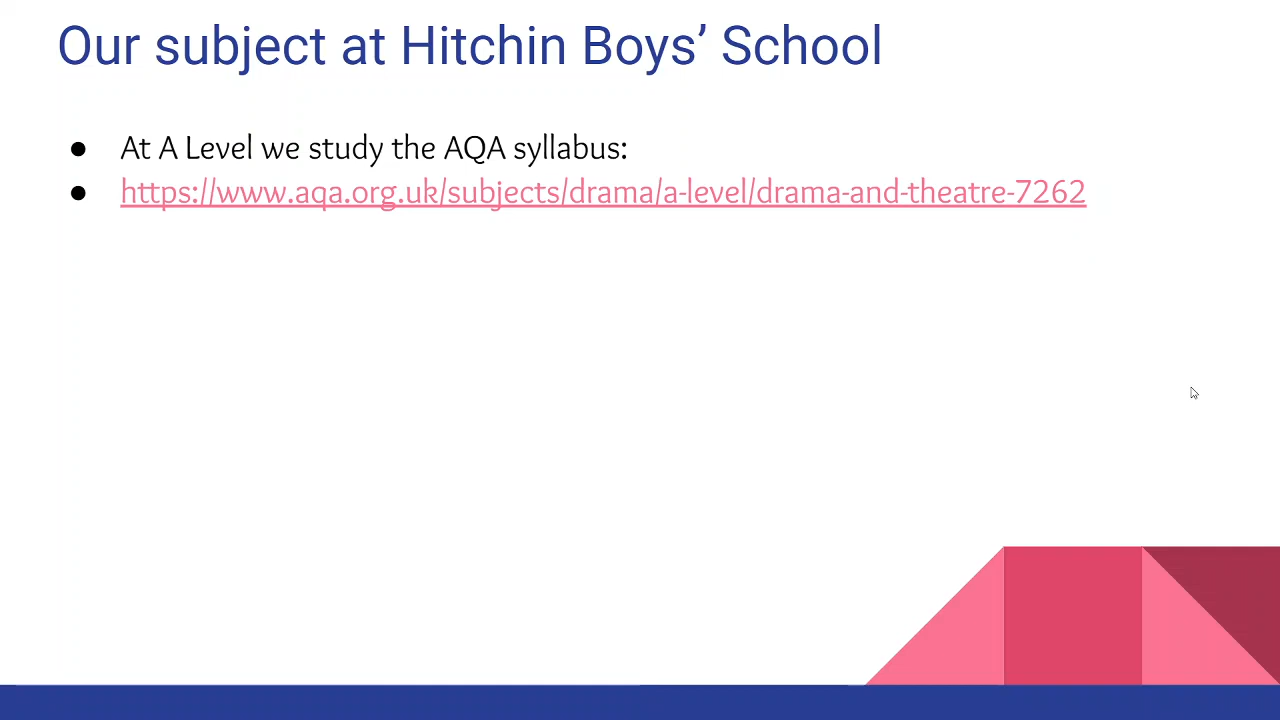 Our subject at Hitchin Boys’ School
● At A Level we study the AQA syllabus:
● https://www.aqa.org.uk/subjects/drama/a-level/drama-and-theatre-7262